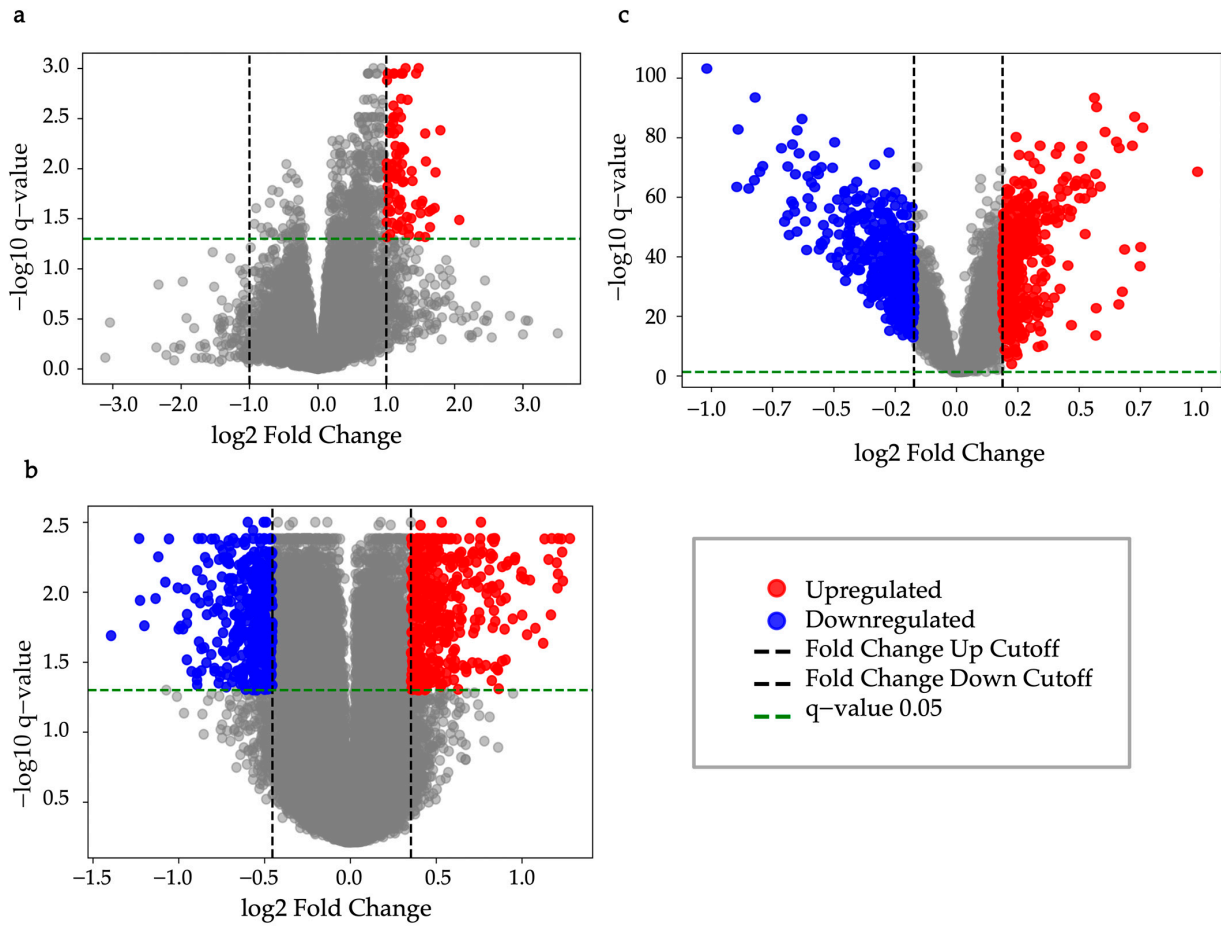 a
3.0
2.5
2.0
1.5
1.0
0.5
0.0
−log10 q−value
−3.0 −2.0 −1.0 0.0 1.0 2.0 3.0
log2 Fold Change
c
100
80
60
40
20
0
−log10 q−value
−1.0 −0.7 −0.5 −0.2 0.0 0.2 0.5 0.7 1.0
log2 Fold Change
b
2.5
2.0
1.5
1.0
0.5
−log10 q−value
−1.5 −1.0 −0.5 0.0 0.5 1.0
log2 Fold Change
Upregulated
Downregulated
Fold Change Up Cutoff
Fold Change Down Cutoff
q−value 0.05